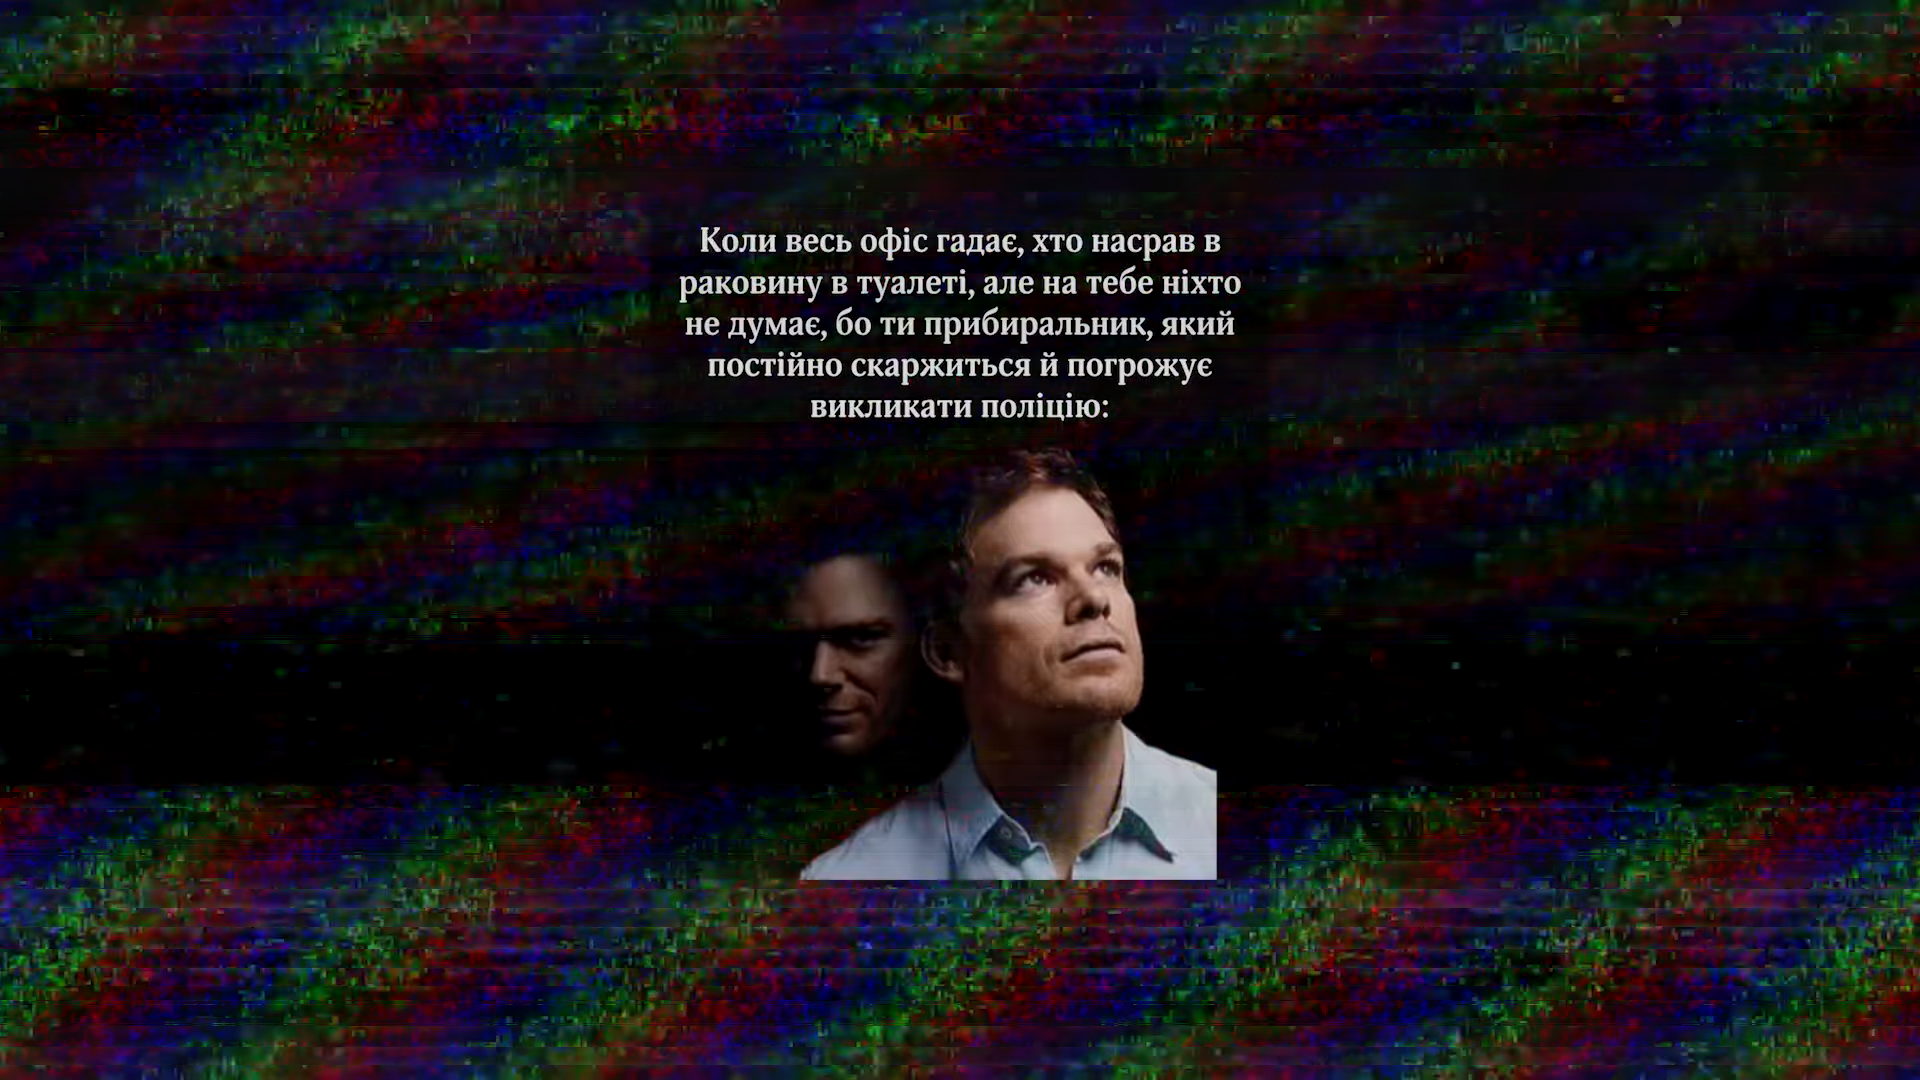 Коли весь офіс гадає, хто насрав в
раковину в туалеті, але на тебе ніхто
не думає, бо ти прибиральник, який
постійно скаржиться й погрожує
викликати поліцію: